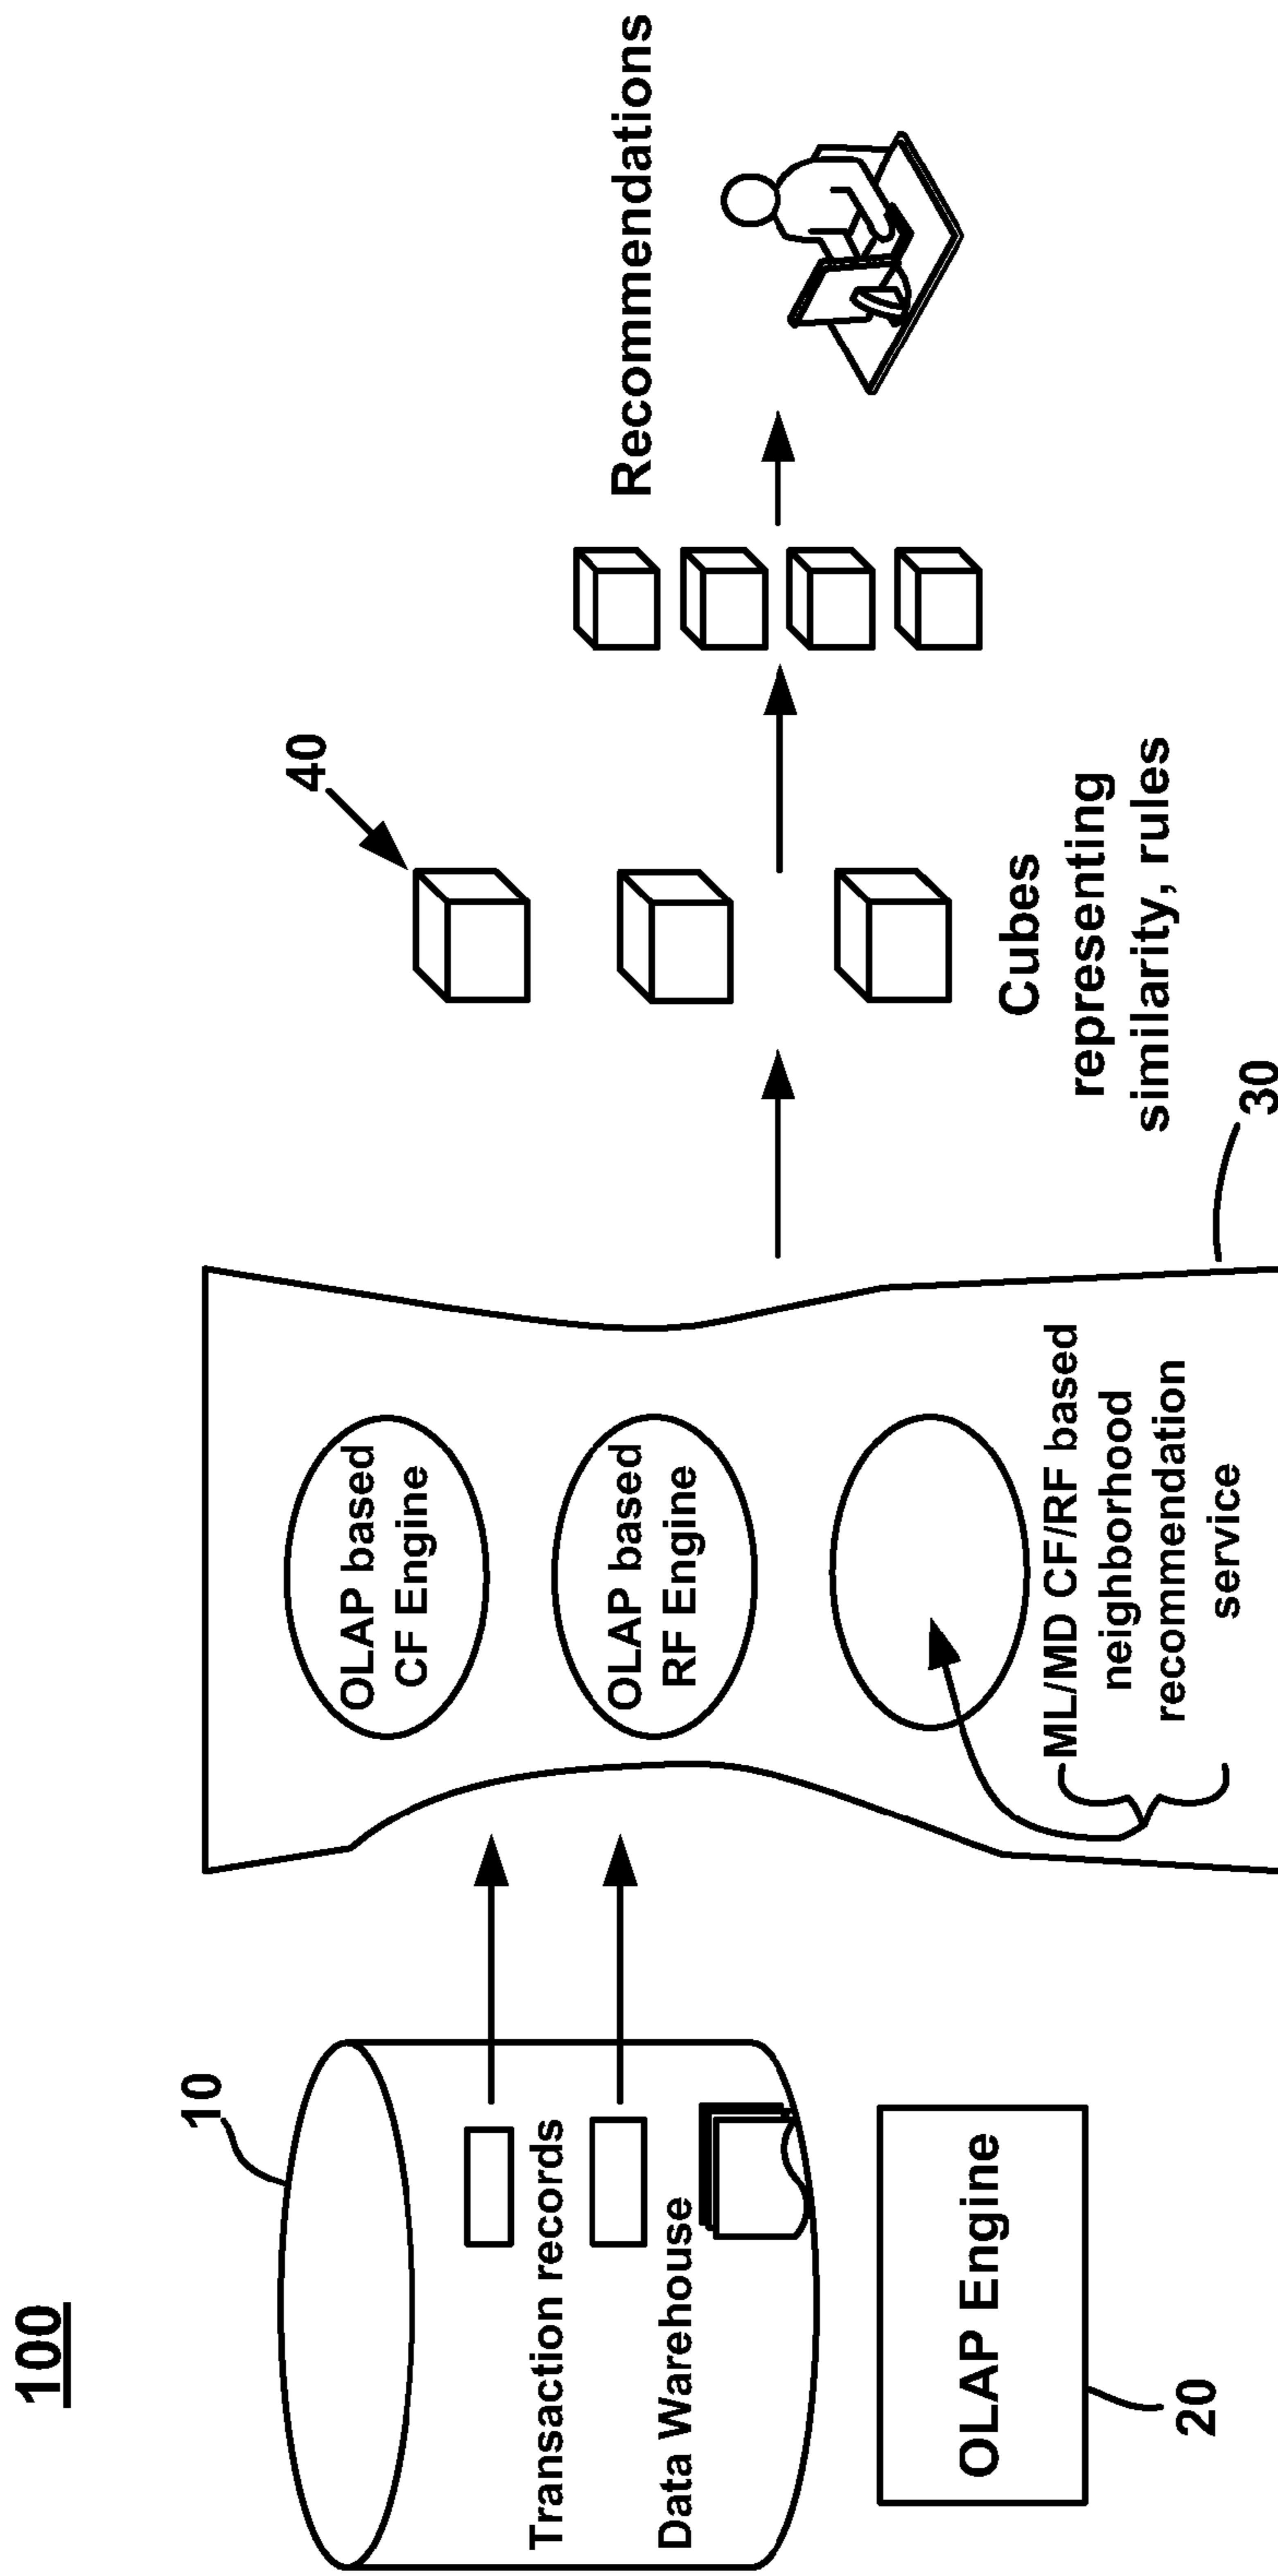 100
10
Transaction records
Data Warehouse
OLAP Engine
20
OLAP based
CF Engine
OLAP based
RF Engine
ML/MD CF/RF based
neighborhood
recommendation
service
30
40
Cubes
representing
similarity, rules
Recommendations